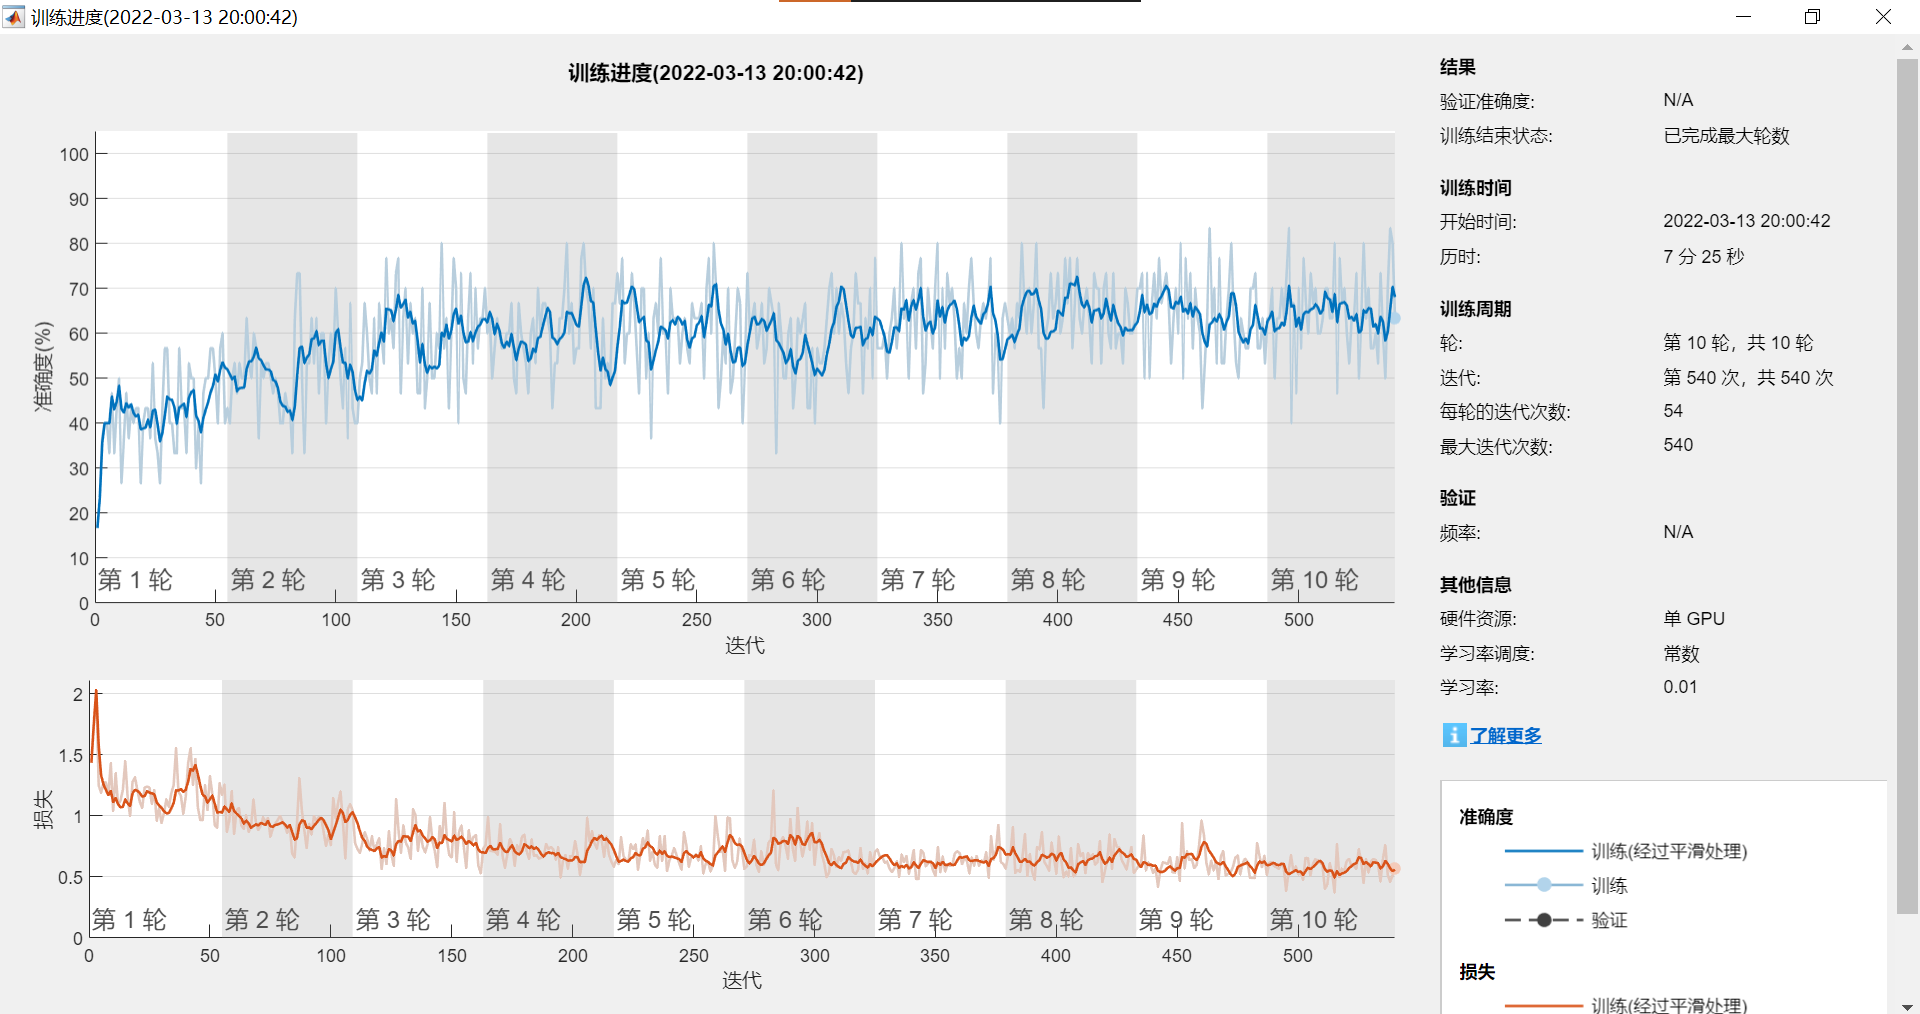 训练进度(2022-03-13 20:00:42)
训练进度(2022-03-13 20:00:42)
准确度(%)
100
90
80
70
60
50
40
30
20
10
0
第 1 轮 第 2 轮 第 3 轮 第 4 轮 第 5 轮 第 6 轮 第 7 轮 第 8 轮 第 9 轮 第 10 轮
0 50 100 150 200 250 300 350 400 450 500
迭代
损失
2
1.5
1
0.5
0
第 1 轮 第 2 轮 第 3 轮 第 4 轮 第 5 轮 第 6 轮 第 7 轮 第 8 轮 第 9 轮 第 10 轮
0 50 100 150 200 250 300 350 400 450 500
迭代
结果
验证准确度: N/A
训练结束状态: 已完成最大轮数
训练时间
开始时间: 2022-03-13 20:00:42
历时: 7 分 25 秒
训练周期
轮: 第 10 轮，共 10 轮
迭代: 第 540 次，共 540 次
每轮的迭代次数: 54
最大迭代次数: 540
验证
频率: N/A
其他信息
硬件资源: 单 GPU
学习率调度: 常数
学习率: 0.01
i 了解更多
准确度
训练(经过平滑处理)
训练
验证
损失
训练(经过平滑处理)